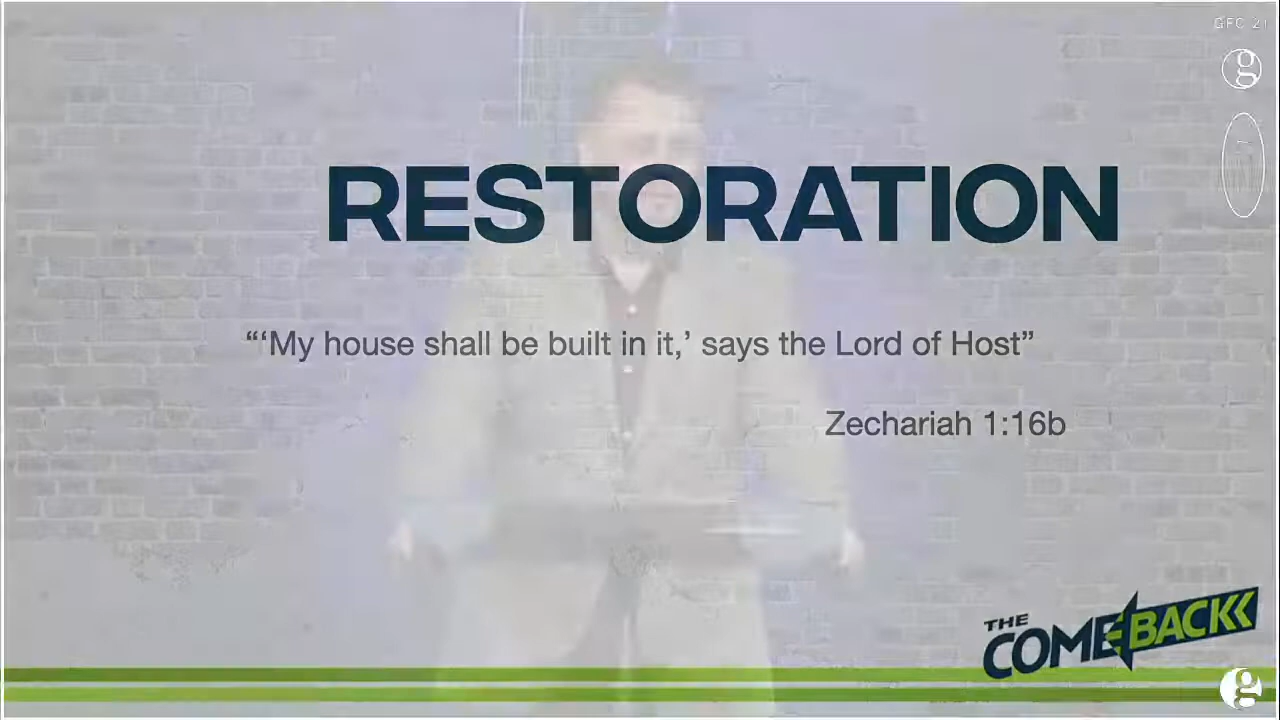 GFC 21
g
RESTORATION
“‘My house shall be built in it,’ says the Lord of Host”
Zechariah 1:16b
THE
COMEBACK
g